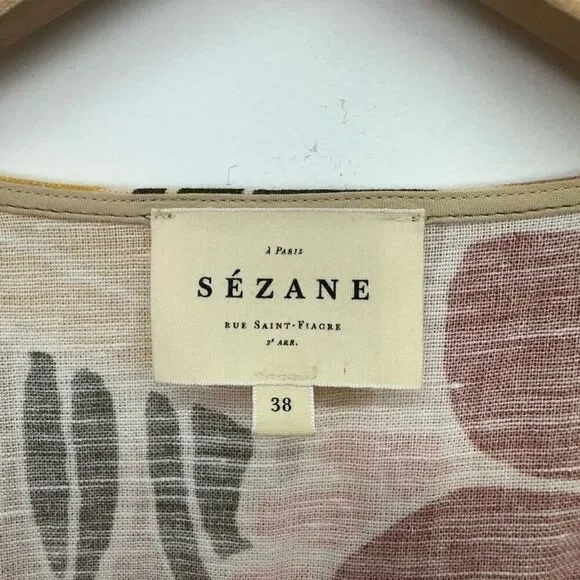 À PARIS
SÉZANE
RUE SAINT-FIACRE
2e ARR.
38